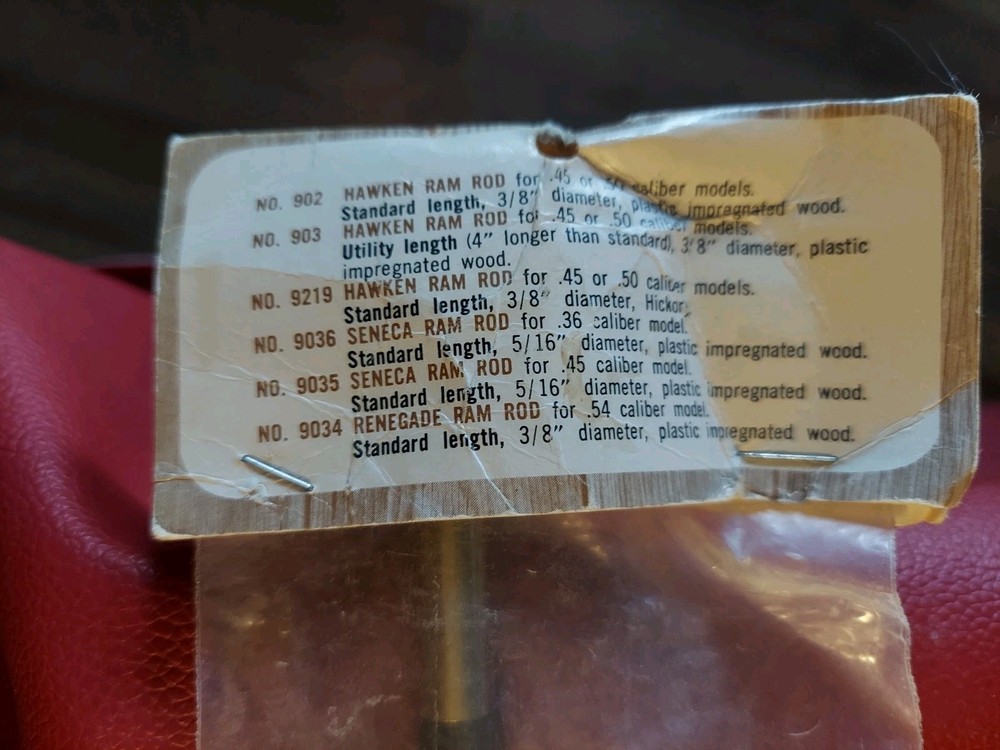 NO. 902 HAWKEN RAM ROD for .45 or .50 caliber models.
Standard length, 3/8″ diameter, plastic impregnated wood.
NO. 903 HAWKEN RAM ROD for .45 or .50 caliber models.
Utility length (4″ longer than standard), 3/8″ diameter, plastic
impregnated wood.
NO. 9219 HAWKEN RAM ROD for .45 or .50 caliber models.
Standard length, 3/8″ diameter, Hickor
NO. 9036 SENECA RAM ROD for .36 caliber model.
Standard length, 5/16″ diameter, plastic impregnated wood.
NO. 9035 SENECA RAM ROD for .45 caliber model.
Standard length, 5/16″ diameter, plastic impregnated wood.
NO. 9034 RENEGADE RAM ROD for .54 caliber model.
Standard length, 3/8″ diameter, plastic impregnated wood.